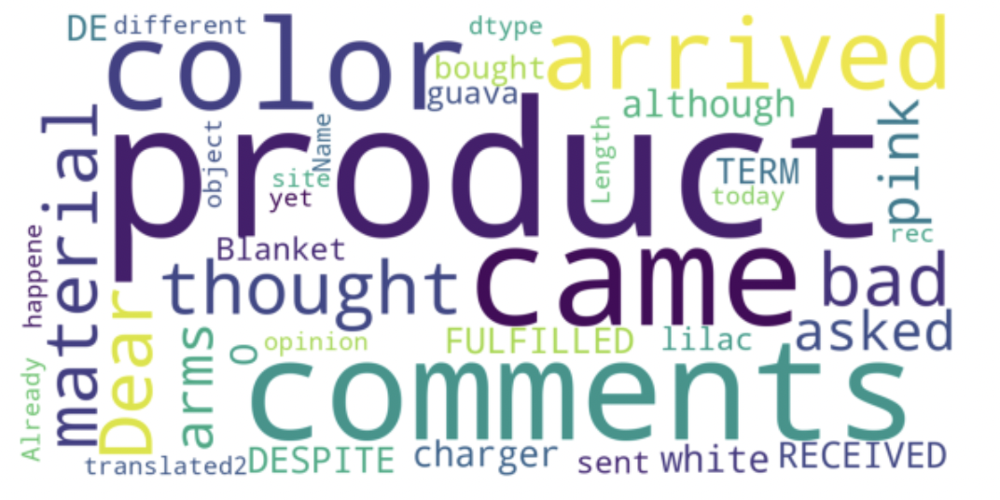 DE different dtype
color arrived
bought
guava although
material product pink
object Name Length
site TERM
yet today
rec
happene Blanket
thought came bad
Dear asked
arms O opinion FULFILLED lilac
comments
Already
translated2 DESPITE charger sent white RECEIVED